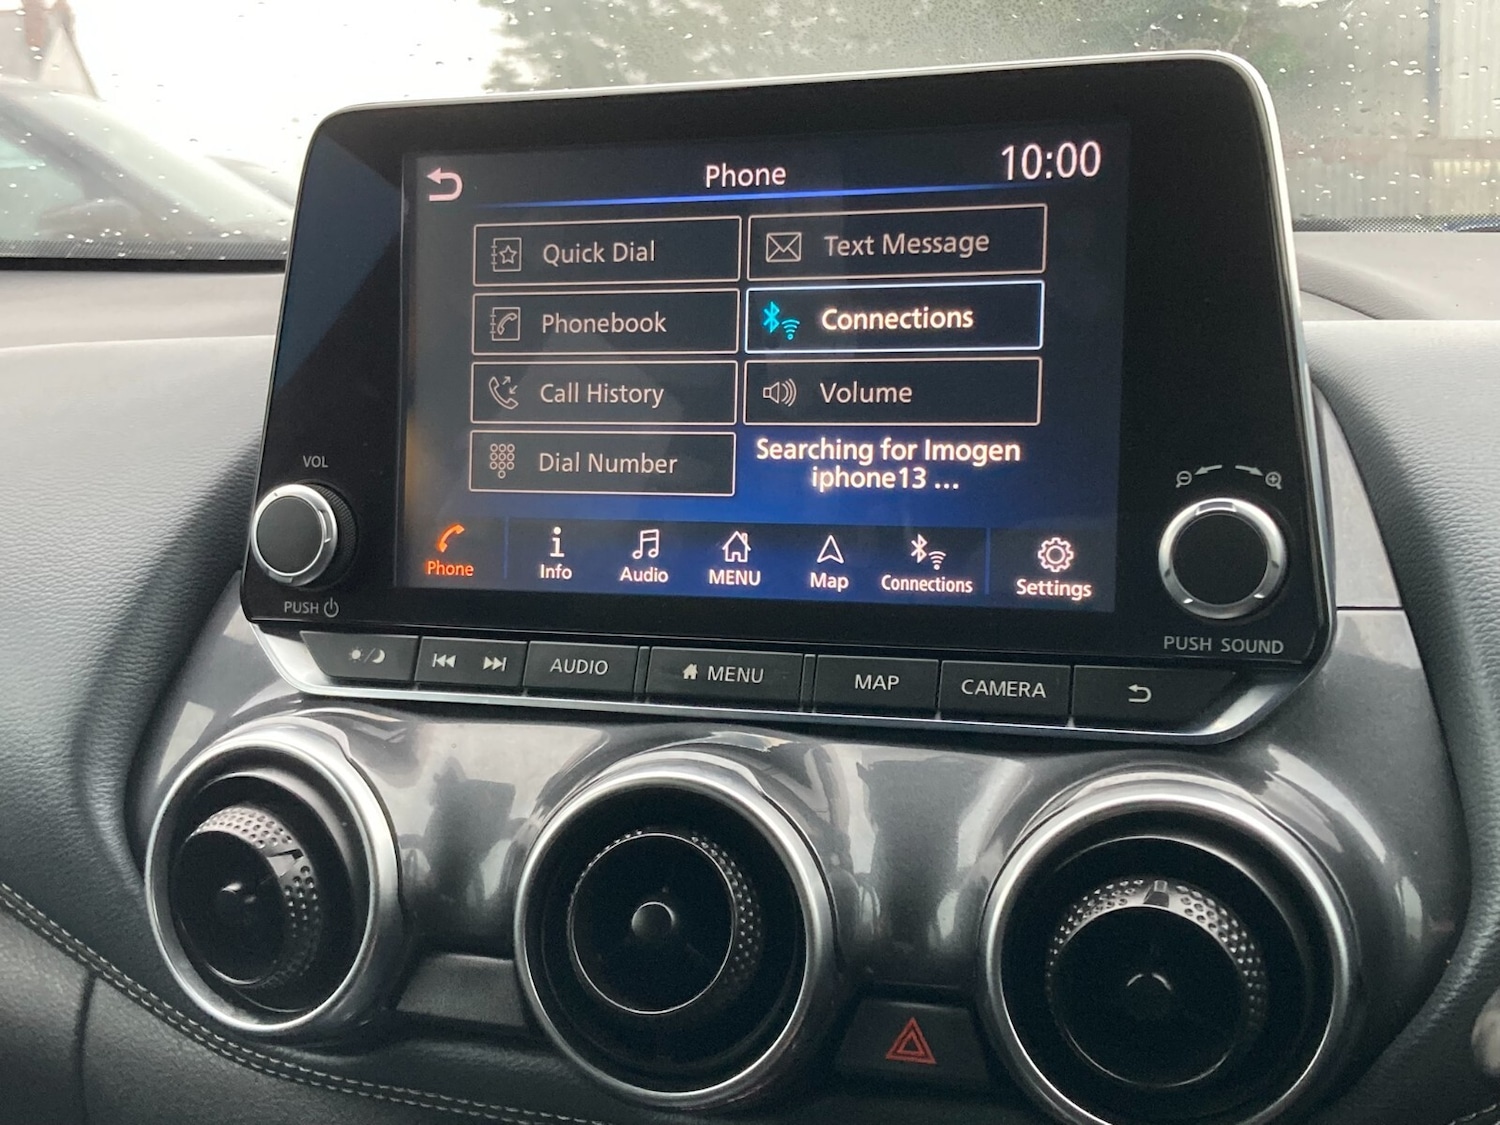 Phone
10:00
Quick Dial
Text Message
Phonebook
Connections
Call History
Volume
Dial Number
Searching for Imogen
iphone13 ...
Phone
Info
Audio
MENU
Map
Connections
Settings
VOL
PUSH
PUSH SOUND
AUDIO
MENU
MAP
CAMERA